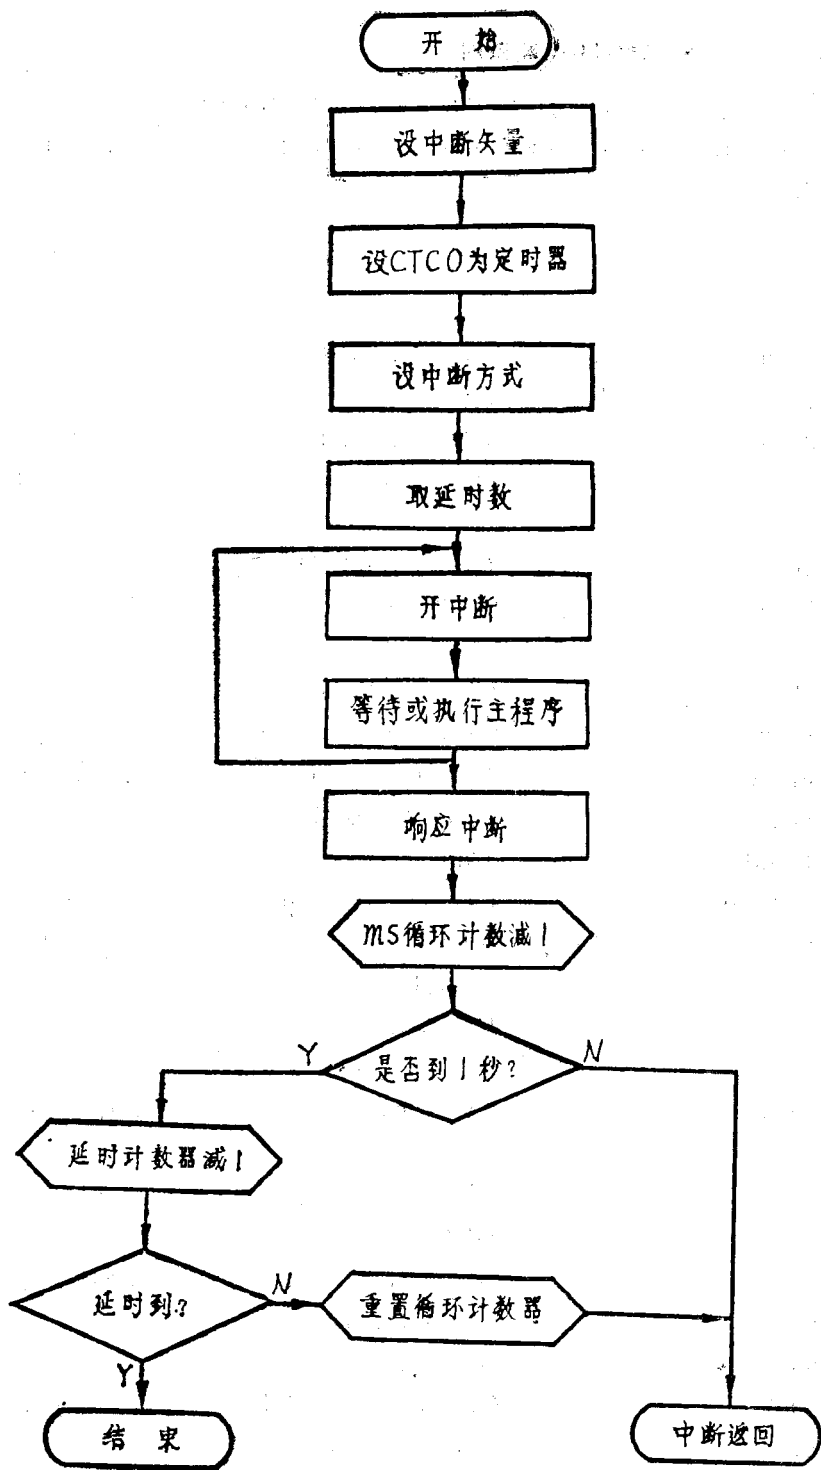 开 始
设中断矢量
设CTC0为定时器
设中断方式
取延时数
开中断
等待或执行主程序
响应中断
ms循环计数减1
是否到1秒?
Y
N
延时计数器减1
延时到?
N
重置循环计数器
Y
结 束
中断返回